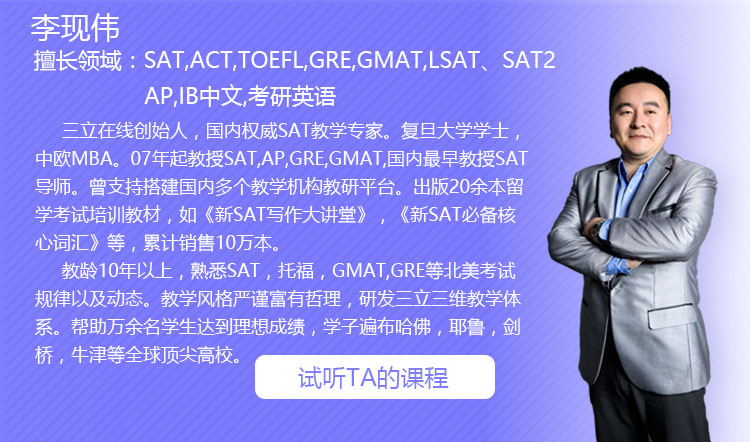 李现伟
擅长领域：SAT,ACT,TOEFL,GRE,GMAT,LSAT、SAT2
AP,IB中文,考研英语
三立在线创始人，国内权威SAT教学专家。复旦大学学士，
中欧MBA。07年起教授SAT,AP,GRE,GMAT,国内最早教授SAT
导师。曾支持搭建国内多个教学机构教研平台。出版20余本留
学考试培训教材，如《新SAT写作大讲堂》，《新SAT必备核
心词汇》等，累计销售10万本。
教龄10年以上，熟悉SAT，托福，GMAT,GRE等北美考试
规律以及动态。教学风格严谨富有哲理，研发三立三维教学体
系。帮助万余名学生达到理想成绩，学子遍布哈佛，耶鲁，剑
桥，牛津等全球顶尖高校。
试听TA的课程